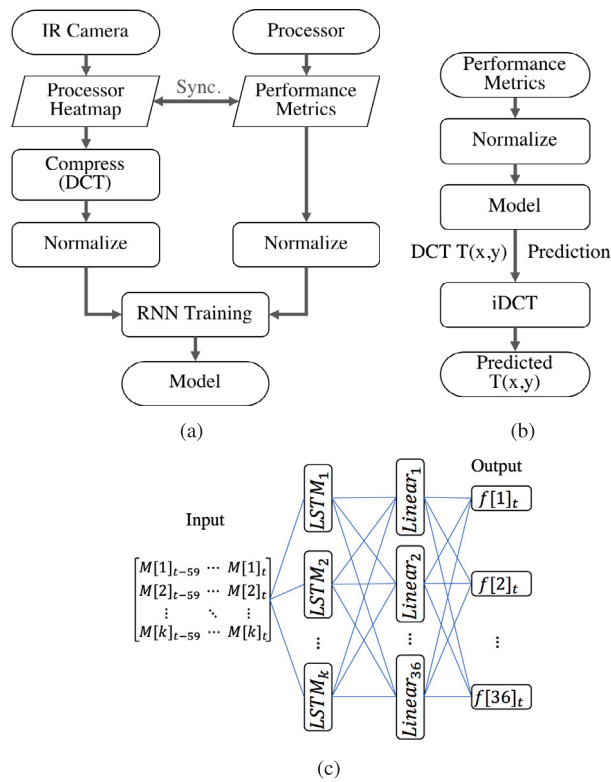 IR Camera
Processor
Processor
Heatmap
Sync.
Performance
Metrics
Compress
(DCT)
Normalize
Normalize
RNN Training
Model
(a)
Performance
Metrics
Normalize
Model
DCT T(x,y) Prediction
iDCT
Predicted
T(x,y)
(b)
Input
M[1]t−59 ⋯ M[1]t
M[2]t−59 ⋯ M[2]t
⋮ ⋱ ⋮
M[k]t−59 ⋯ M[k]t
LSTM1
LSTM2
...
LSTMk
Linear1
Linear2
...
Linear36
Output
f[1]t
f[2]t
⋮
f[36]t
(c)